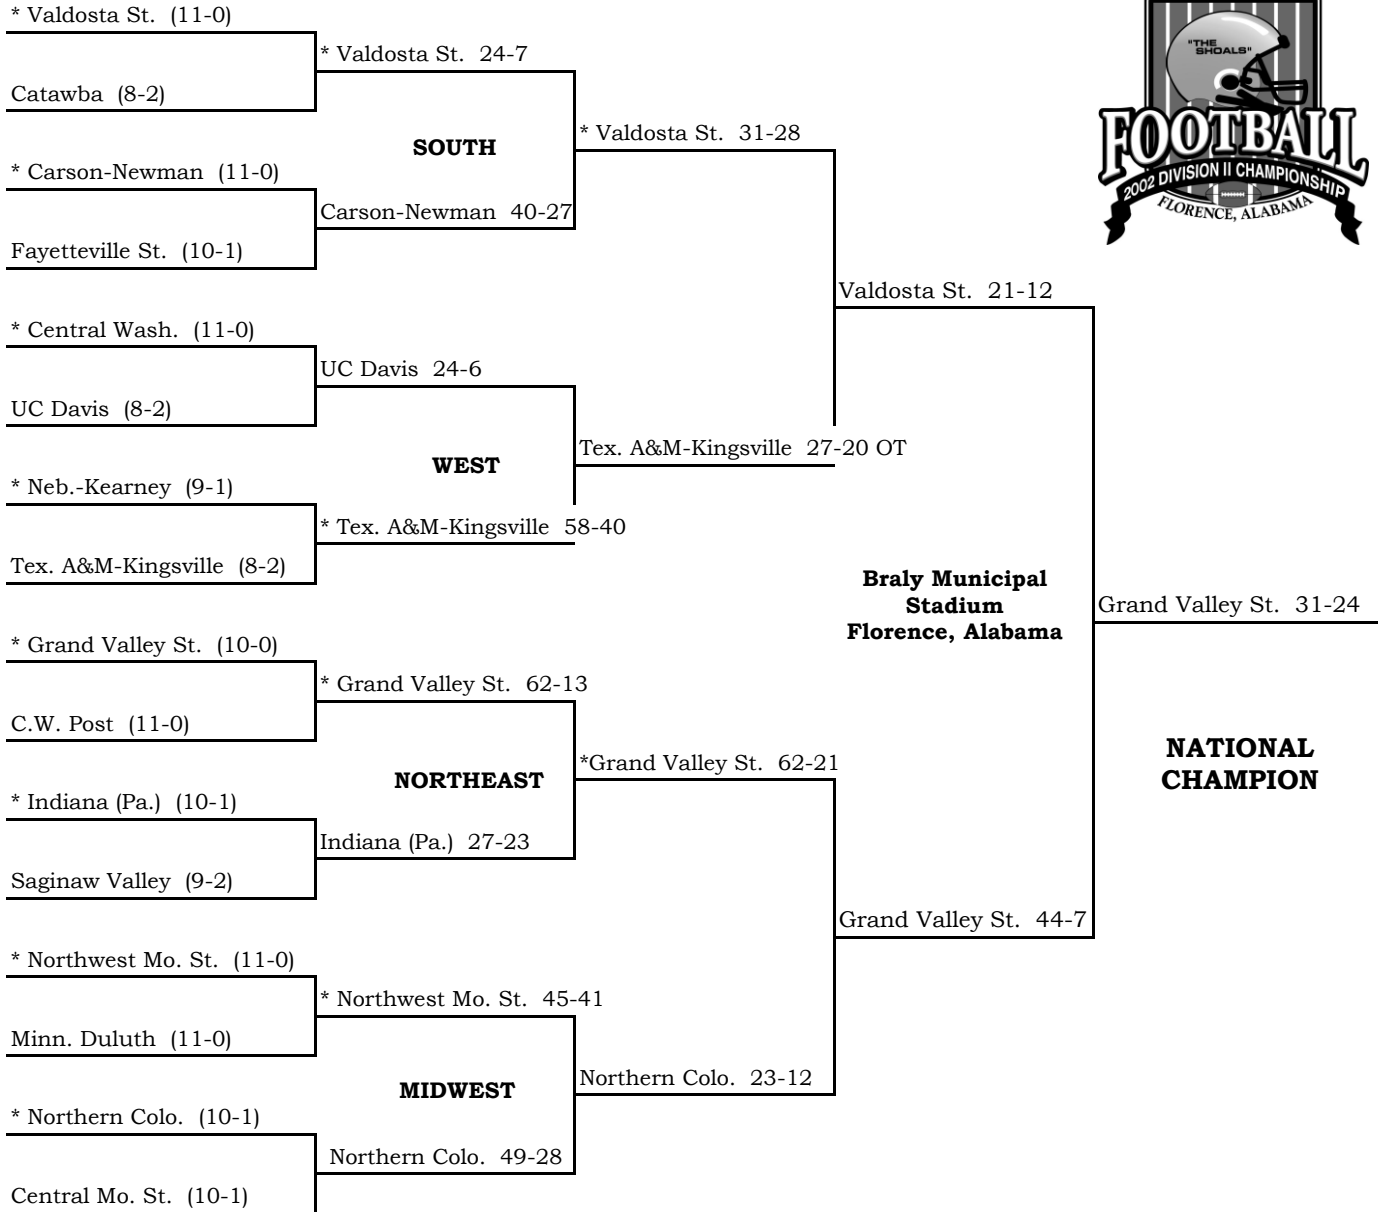 * Valdosta St. (11-0)
Catawba (8-2)
* Carson-Newman (11-0)
Fayetteville St. (10-1)
* Central Wash. (11-0)
UC Davis (8-2)
* Neb.-Kearney (9-1)
Tex. A&M-Kingsville (8-2)
* Grand Valley St. (10-0)
C.W. Post (11-0)
* Indiana (Pa.) (10-1)
Saginaw Valley (9-2)
* Northwest Mo. St. (11-0)
Minn. Duluth (11-0)
* Northern Colo. (10-1)
Central Mo. St. (10-1)
* Valdosta St. 24-7
SOUTH
Carson-Newman 40-27
UC Davis 24-6
WEST
* Tex. A&M-Kingsville 58-40
* Grand Valley St. 62-13
NORTHEAST
Indiana (Pa.) 27-23
* Northwest Mo. St. 45-41
MIDWEST
Northern Colo. 49-28
* Valdosta St. 31-28
Tex. A&M-Kingsville 27-20 OT
*Grand Valley St. 62-21
Northern Colo. 23-12
Valdosta St. 21-12
Braly Municipal
Stadium
Florence, Alabama
Grand Valley St. 44-7
"THE
SHOALS"
FOOTBALL
2002 DIVISION II CHAMPIONSHIP
FLORENCE, ALABAMA
Grand Valley St. 31-24
NATIONAL
CHAMPION